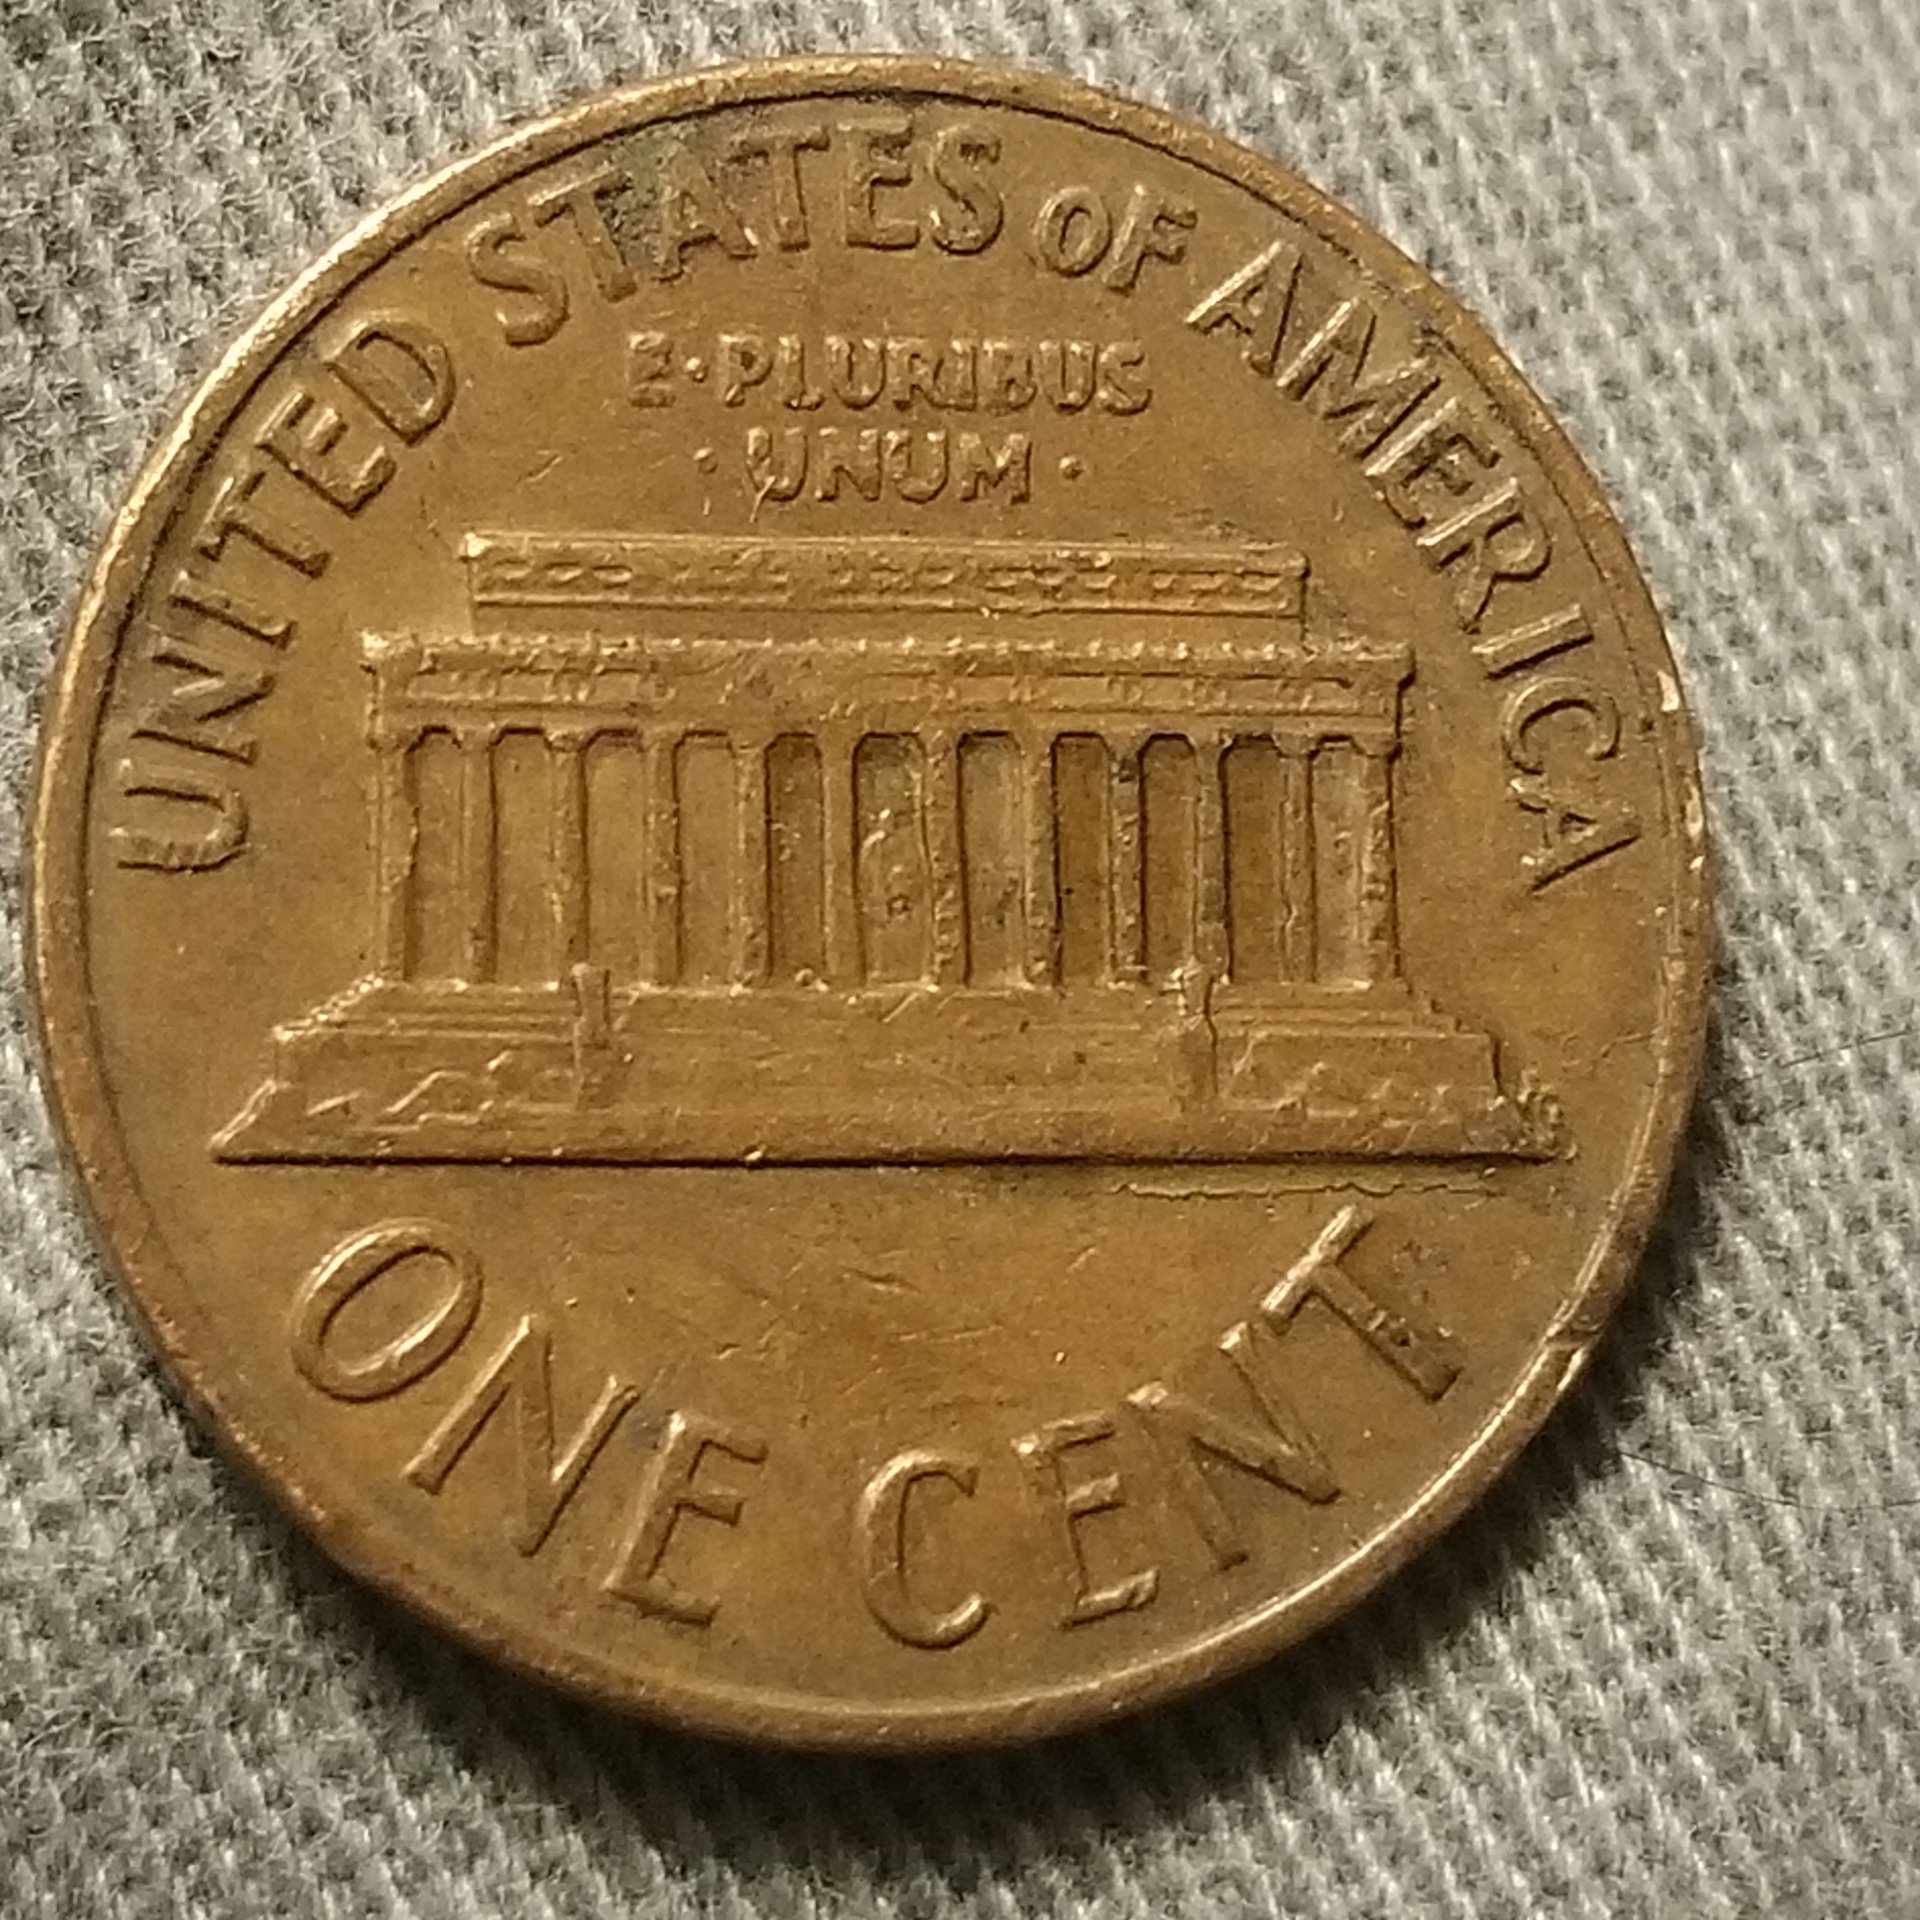 UNITED STATES OF AMERICA
E·PLURIBUS
·UNUM·
ONE CENT